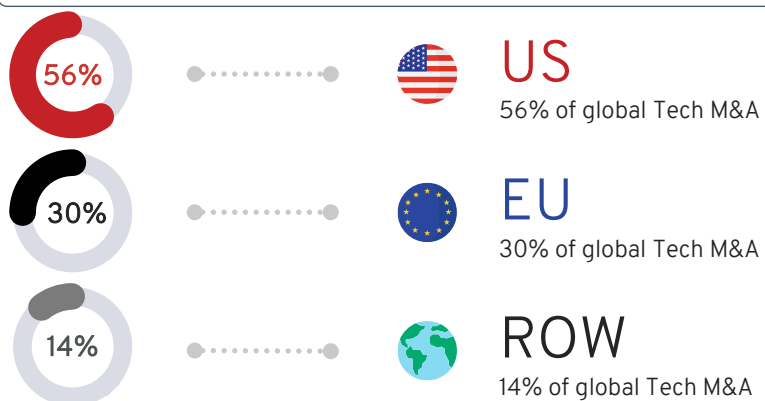 56%
US
56% of global Tech M&A
30%
EU
30% of global Tech M&A
14%
ROW
14% of global Tech M&A